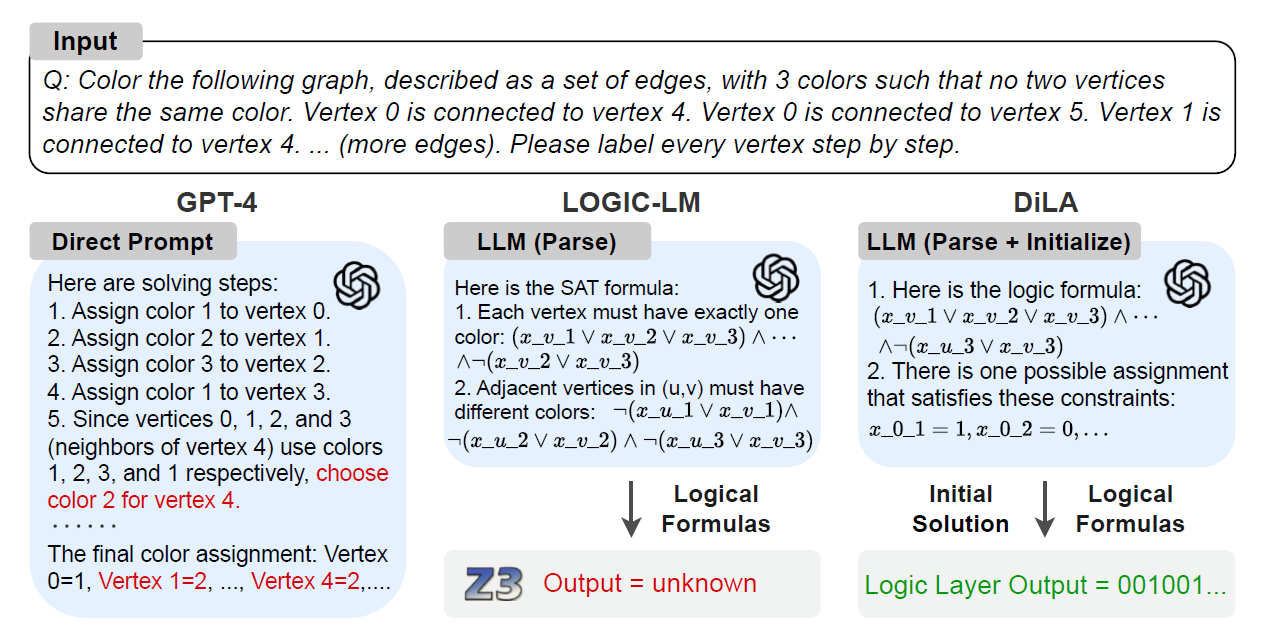 Input
Q: Color the following graph, described as a set of edges, with 3 colors such that no two vertices
share the same color. Vertex 0 is connected to vertex 4. Vertex 0 is connected to vertex 5. Vertex 1 is
connected to vertex 4. ... (more edges). Please label every vertex step by step.
GPT-4
Direct Prompt
Here are solving steps:
1. Assign color 1 to vertex 0.
2. Assign color 2 to vertex 1.
3. Assign color 3 to vertex 2.
4. Assign color 1 to vertex 3.
5. Since vertices 0, 1, 2, and 3
(neighbors of vertex 4) use colors
1, 2, 3, and 1 respectively, choose
color 2 for vertex 4.
······
The final color assignment: Vertex
0=1, Vertex 1=2, ..., Vertex 4=2,....
LOGIC-LM
LLM (Parse)
Here is the SAT formula:
1. Each vertex must have exactly one
color: (x_v_1 ∨ x_v_2 ∨ x_v_3) ∧ ⋯
∧¬(x_v_2 ∨ x_v_3)
2. Adjacent vertices in (u,v) must have
different colors: ¬(x_u_1 ∨ x_v_1)∧
¬(x_u_2 ∨ x_v_2) ∧ ¬(x_u_3 ∨ x_v_3)
Logical
Formulas
Z3 Output = unknown
DiLA
LLM (Parse + Initialize)
1. Here is the logic formula:
(x_v_1 ∨ x_v_2 ∨ x_v_3) ∧ ⋯
∧¬(x_u_3 ∨ x_v_3)
2. There is one possible assignment
that satisfies these constraints:
x_0_1 = 1, x_0_2 = 0, ...
Initial
Solution
Logical
Formulas
Logic Layer Output = 001001...